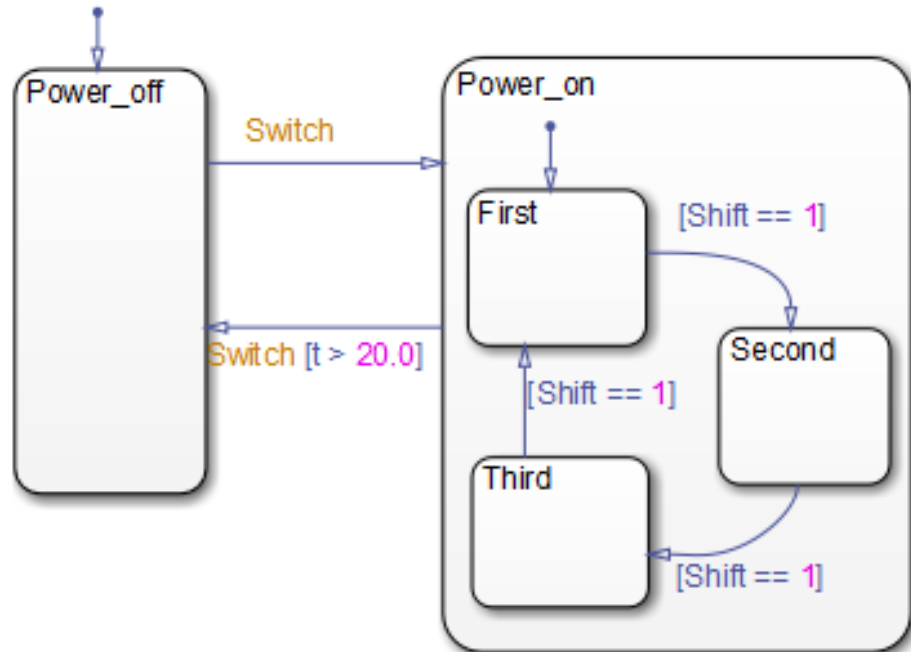 Power_off
Power_on
Switch
First
[Shift == 1]
Switch [t > 20.0]
Second
[Shift == 1]
Third
[Shift == 1]